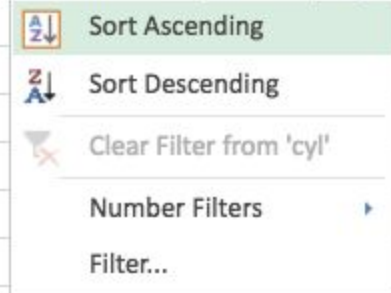 Sort Ascending
Sort Descending
Clear Filter from 'cyl'
Number Filters
Filter...